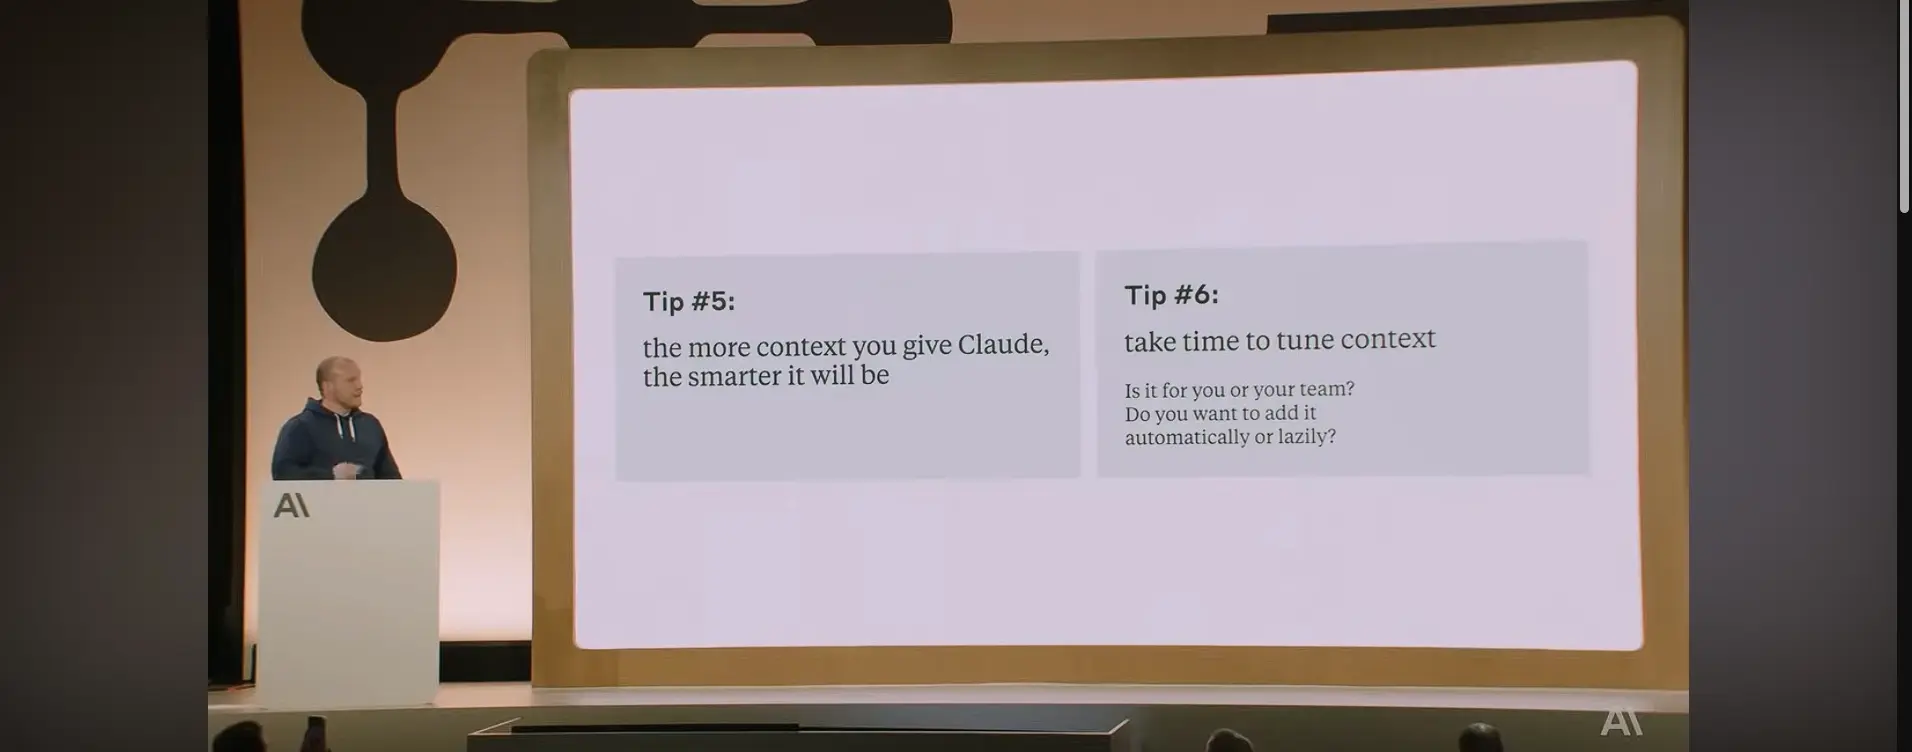 Tip #5:
the more context you give Claude,
the smarter it will be
Tip #6:
take time to tune context
Is it for you or your team?
Do you want to add it
automatically or lazily?
A\
A\